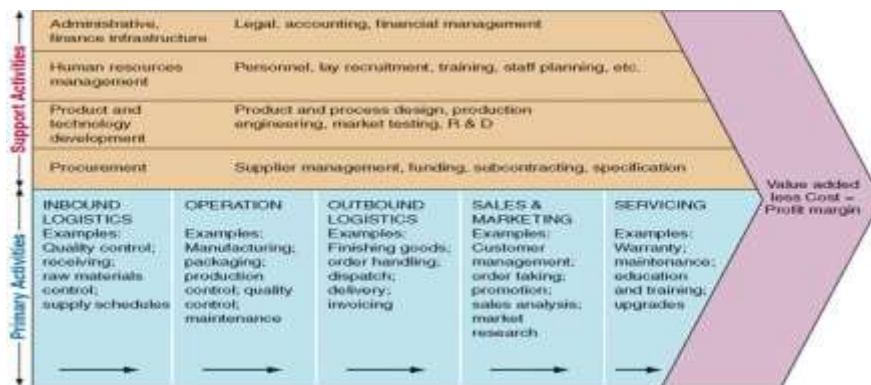 Support Activities
Administrative,
finance infrastructure
Legal, accounting, financial management
Human resources
management
Personnel, lay recruitment, training, staff planning, etc.
Product and
technology
development
Product and process design, production
engineering, market testing, R & D
Procurement
Supplier management, funding, subcontracting, specification
Primary Activities
INBOUND
LOGISTICS
Examples:
Quality control;
receiving;
raw materials
control;
supply schedules
OPERATION
Examples:
Manufacturing;
packaging;
production
control; quality
control;
maintenance
OUTBOUND
LOGISTICS
Examples:
Finishing goods;
order handling;
dispatch;
delivery;
invoicing
SALES &
MARKETING
Examples:
Customer
management;
order taking;
promotion;
sales analysis;
market
research
SERVICING
Examples:
Warranty;
maintenance;
education
and training;
upgrades
Value added
less Cost =
Profit margin